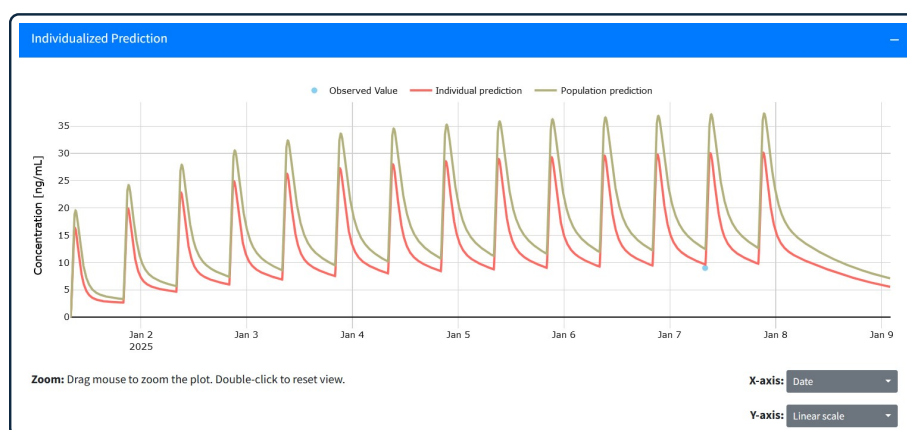 Individualized Prediction
Observed Value Individual prediction Population prediction
Concentration [ng/mL]
35
30
25
20
15
10
5
0
Jan 2 Jan 3 Jan 4 Jan 5 Jan 6 Jan 7 Jan 8 Jan 9
2025
Zoom: Drag mouse to zoom the plot. Double-click to reset view.
X-axis: Date
Y-axis: Linear scale